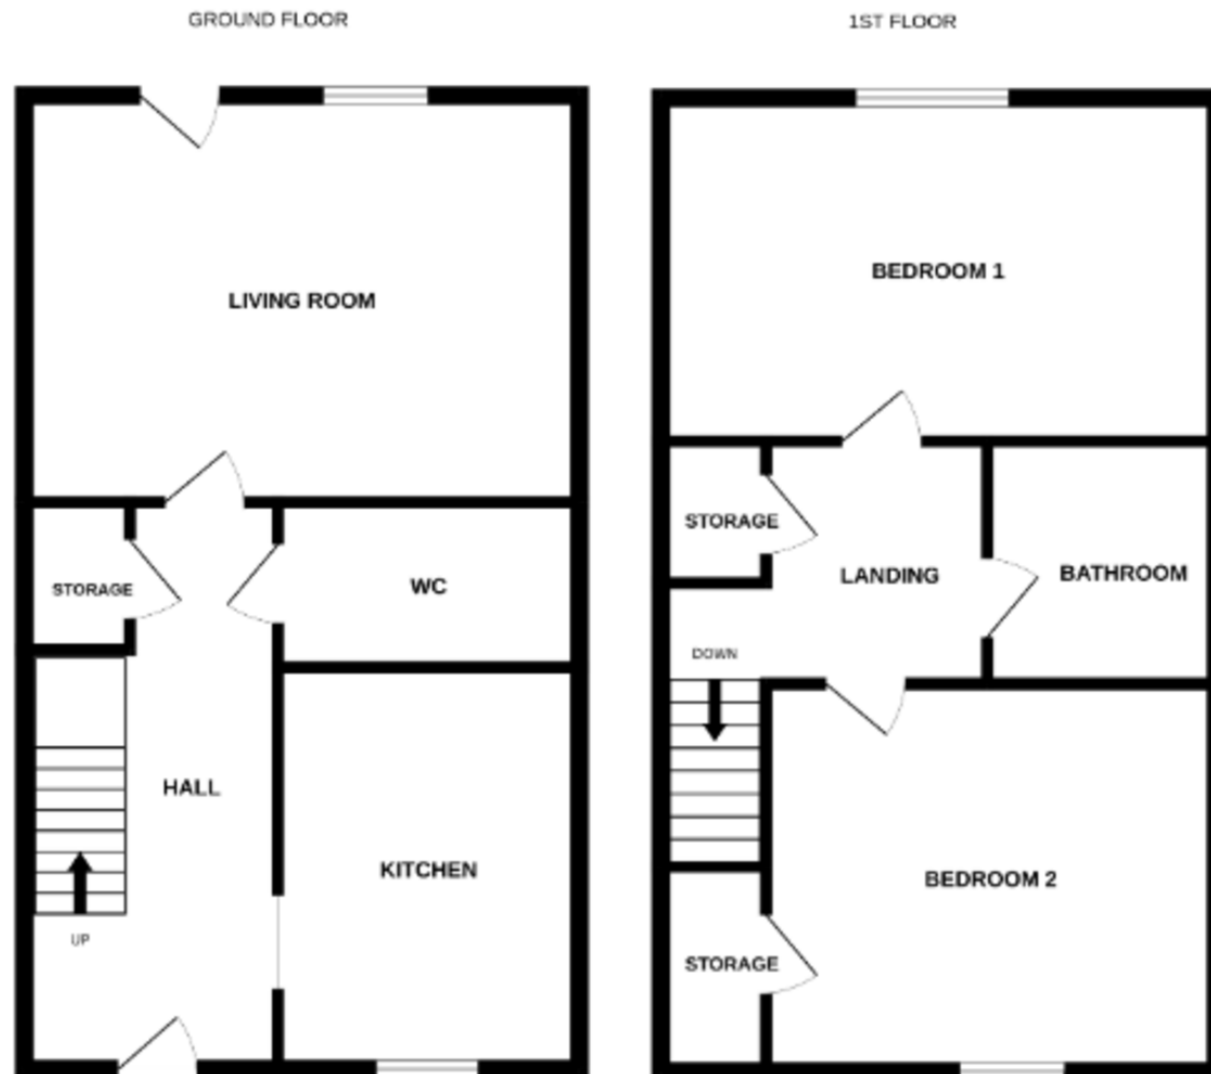 GROUND FLOOR
LIVING ROOM
STORAGE
WC
HALL
KITCHEN
UP
1ST FLOOR
BEDROOM 1
STORAGE
LANDING
BATHROOM
DOWN
BEDROOM 2
STORAGE